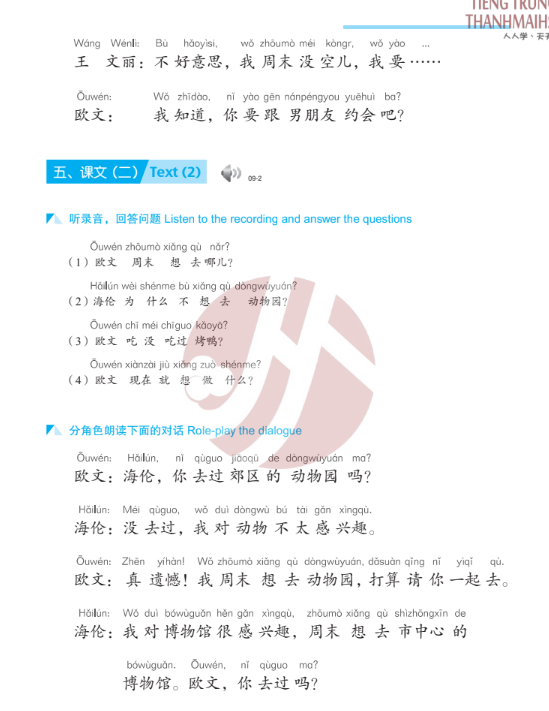 TIẾNG TRUNG
THANHMAIHS
Wáng Wénlì: Bù hǎoyìsi, wǒ zhōumò méi kòngr, wǒ yào ...
王 文丽：不好意思，我周末没空儿，我要……
Ōuwén: Wǒ zhīdào, nǐ yào gēn nánpéngyou yuēhuì ba?
欧文：我知道，你要跟男朋友约会吧？
五、课文（二） Text (2) 09-2
听录音，回答问题 Listen to the recording and answer the questions
Ōuwén zhōumò xiǎng qù nǎr?
（1）欧文 周末 想 去哪儿？
Hǎilún wèi shénme bù xiǎng qù dòngwùyuán?
（2）海伦 为 什么 不 想 去 动物园？
Ōuwén chī méi chīguo kǎoyā?
（3）欧文 吃 没 吃过 烤鸭？
Ōuwén xiànzài jiù xiǎng zuò shénme?
（4）欧文 现在 就 想 做 什么？
分角色朗读下面的对话 Role-play the dialogue
Ōuwén: Hǎilún, nǐ qùguo jiāoqū de dòngwùyuán ma?
欧文：海伦，你去过郊区的动物园吗？
Hǎilún: Méi qùguo, wǒ duì dòngwù bú tài gǎn xìngqù.
海伦：没去过，我对动物不太感兴趣。
Ōuwén: Zhēn yíhàn! Wǒ zhōumò xiǎng qù dòngwùyuán, dǎsuàn qǐng nǐ yìqǐ qù.
欧文：真遗憾！我周末想去动物园，打算请你一起去。
Hǎilún: Wǒ duì bówùguǎn hěn gǎn xìngqù, zhōumò xiǎng qù shìzhōngxīn de
海伦：我对博物馆很感兴趣，周末想去市中心的
bówùguǎn. Ōuwén, nǐ qùguo ma?
博物馆。欧文，你去过吗？